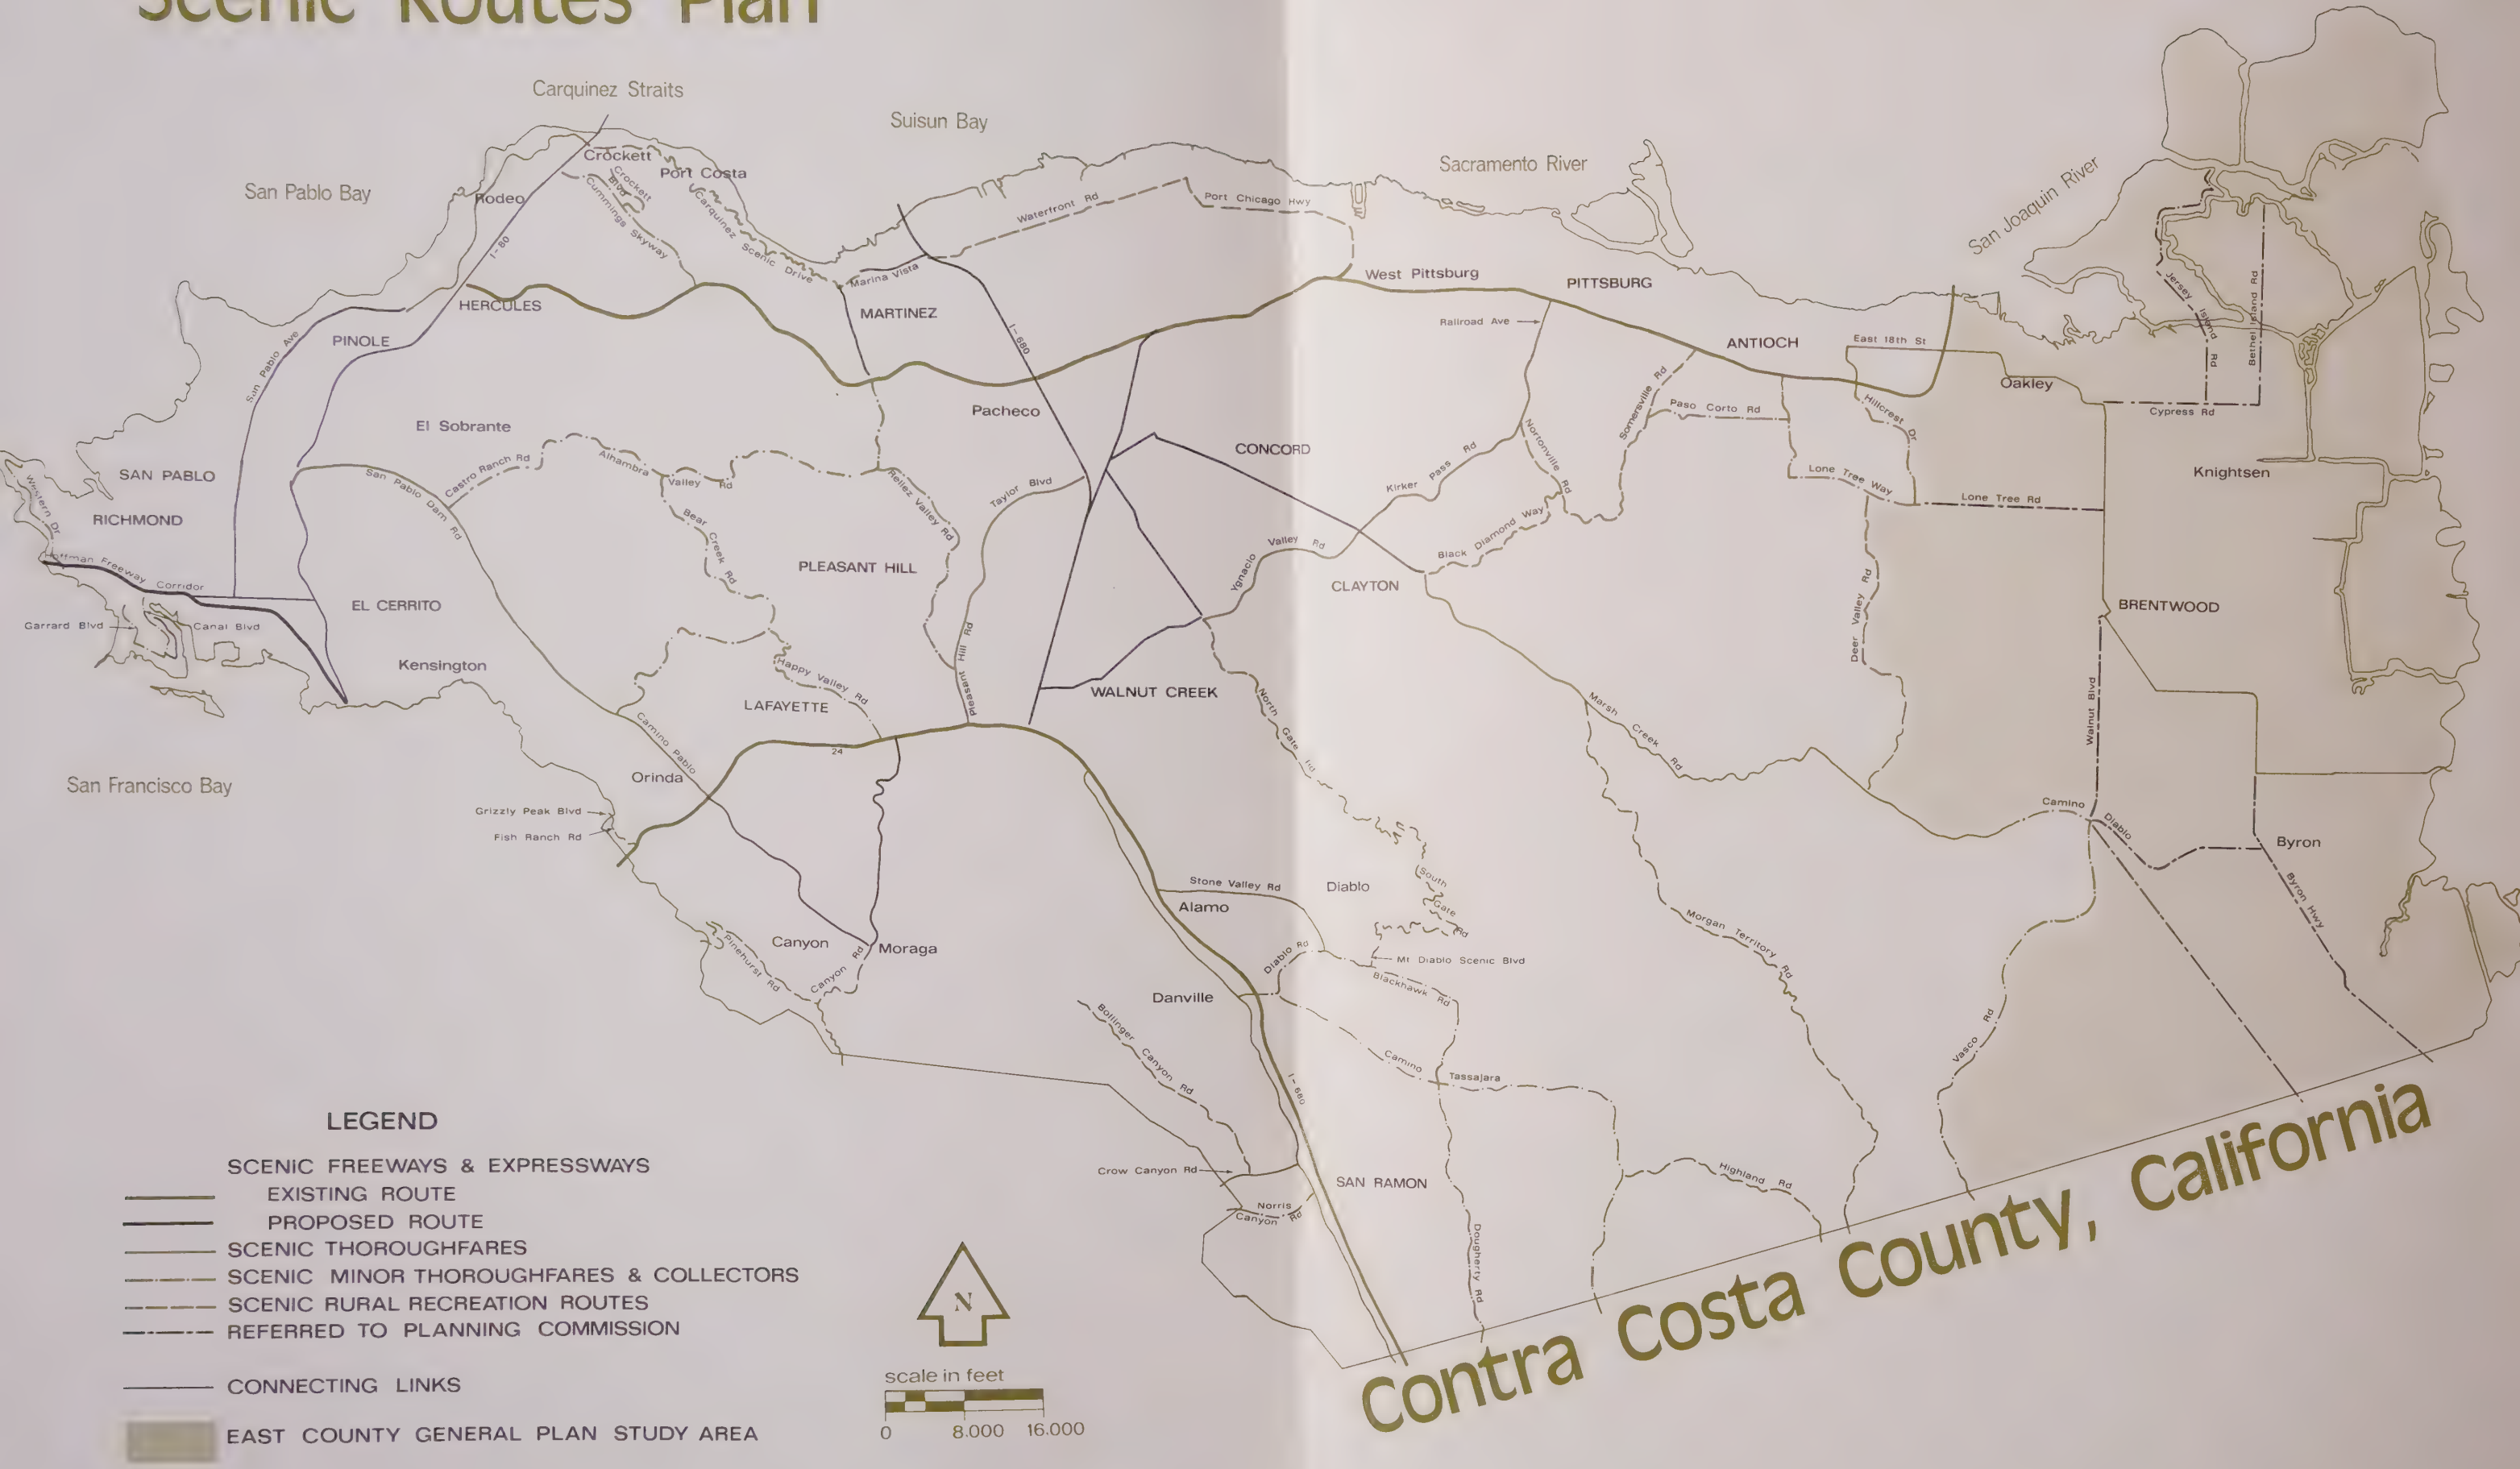 Scenic Routes Plan
Carquinez Straits
Suisun Bay
San Pablo Bay
Sacramento River
San Joaquin River
Crockett
Port Costa
Crockett
Blvd
Rodeo
Cummings Skyway
Carquinez Scenic Drive
I-80
Waterfront Rd
Port Chicago Hwy
Marina Vista
HERCULES
MARTINEZ
West Pittsburg
PITTSBURG
Railroad Ave
San Pablo Ave
PINOLE
I-680
ANTIOCH
East 18th St
Oakley
Jersey Island Rd
Bethel Island Rd
Cypress Rd
Pacheco
El Sobrante
CONCORD
Somersville Rd
Paso Corto Rd
Hillcrest Dr
SAN PABLO
San Pablo Dam Rd
Castro Ranch Rd
Alhambra Valley Rd
Reliez Valley Rd
Taylor Blvd
Kirker Pass Rd
Nortonville Rd
Lone Tree Way
Lone Tree Rd
Knightsen
Western Dr
RICHMOND
Bear Creek Rd
Ygnacio Valley Rd
Black Diamond Way
Hoffman Freeway Corridor
PLEASANT HILL
CLAYTON
EL CERRITO
BRENTWOOD
Garrard Blvd
Canal Blvd
Deer Valley Rd
Kensington
Happy Valley Rd
Pleasant Hill Rd
LAFAYETTE
WALNUT CREEK
North Gate Rd
Marsh Creek Rd
Walnut Blvd
Camino Pablo
24
Orinda
San Francisco Bay
Grizzly Peak Blvd
Fish Ranch Rd
Camino Diablo
Byron
Stone Valley Rd
Diablo
South Gate Rd
Alamo
Byron Hwy
Morgan Territory Rd
Canyon
Moraga
Pinehurst Rd
Canyon Rd
Diablo Rd
Mt Diablo Scenic Blvd
Blackhawk Rd
Danville
Bollinger Canyon Rd
Vasco Rd
Camino Tassajara
I-680
Crow Canyon Rd
SAN RAMON
Highland Rd
Norris
Canyon Rd
Dougherty Rd
LEGEND
SCENIC FREEWAYS & EXPRESSWAYS
EXISTING ROUTE
PROPOSED ROUTE
SCENIC THOROUGHFARES
SCENIC MINOR THOROUGHFARES & COLLECTORS
SCENIC RURAL RECREATION ROUTES
REFERRED TO PLANNING COMMISSION
CONNECTING LINKS
EAST COUNTY GENERAL PLAN STUDY AREA
N
scale in feet
0 8.000 16.000
Contra Costa County, California